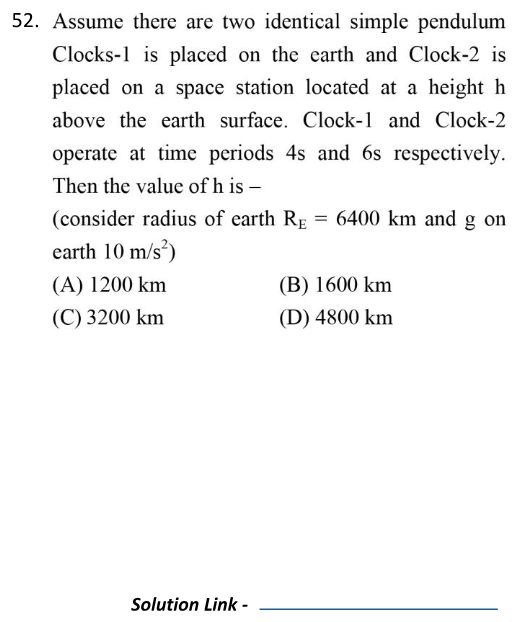 52. Assume there are two identical simple pendulum
Clocks-1 is placed on the earth and Clock-2 is
placed on a space station located at a height h
above the earth surface. Clock-1 and Clock-2
operate at time periods 4s and 6s respectively.
Then the value of h is –
(consider radius of earth R_E = 6400 km and g on
earth 10 m/s²)
(A) 1200 km (B) 1600 km
(C) 3200 km (D) 4800 km
Solution Link -